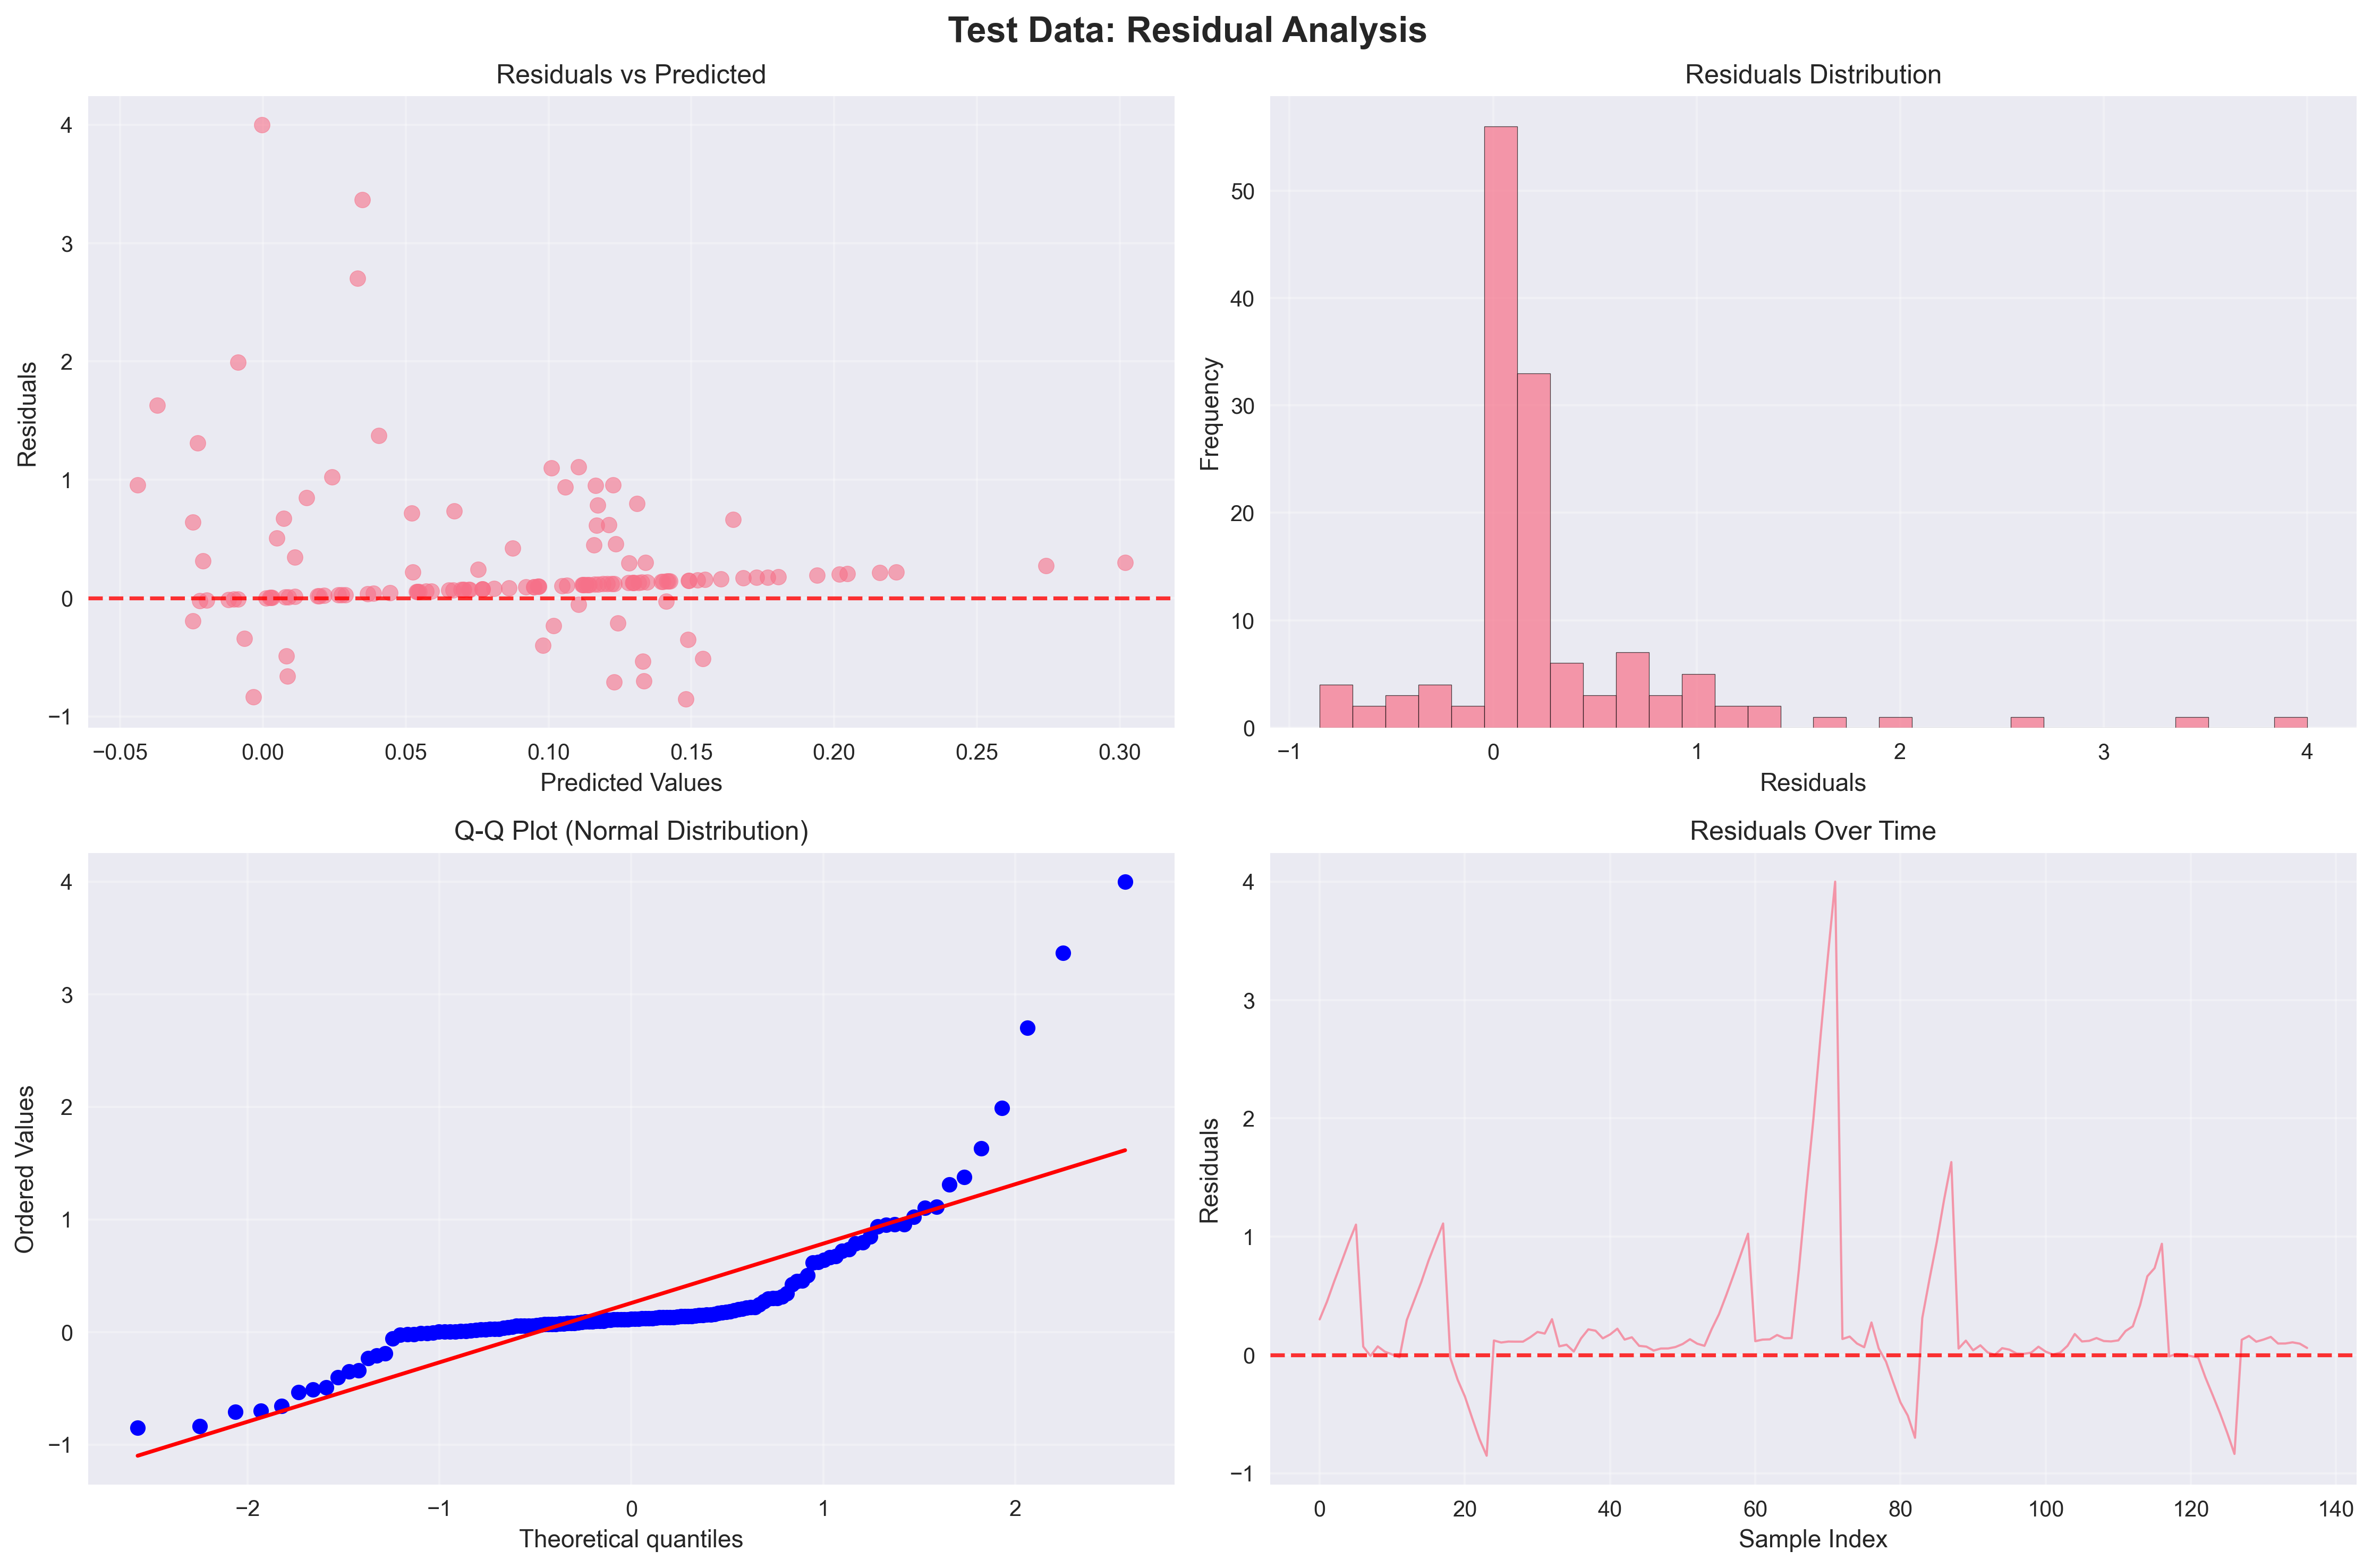 Test Data: Residual Analysis
Residuals vs Predicted
4
3
2
1
0
−1
Residuals
−0.05 0.00 0.05 0.10 0.15 0.20 0.25 0.30
Predicted Values
Residuals Distribution
50
40
30
20
10
0
Frequency
−1 0 1 2 3 4
Residuals
Q-Q Plot (Normal Distribution)
4
3
2
1
0
−1
Ordered Values
−2 −1 0 1 2
Theoretical quantiles
Residuals Over Time
4
3
2
1
0
−1
Residuals
0 20 40 60 80 100 120 140
Sample Index